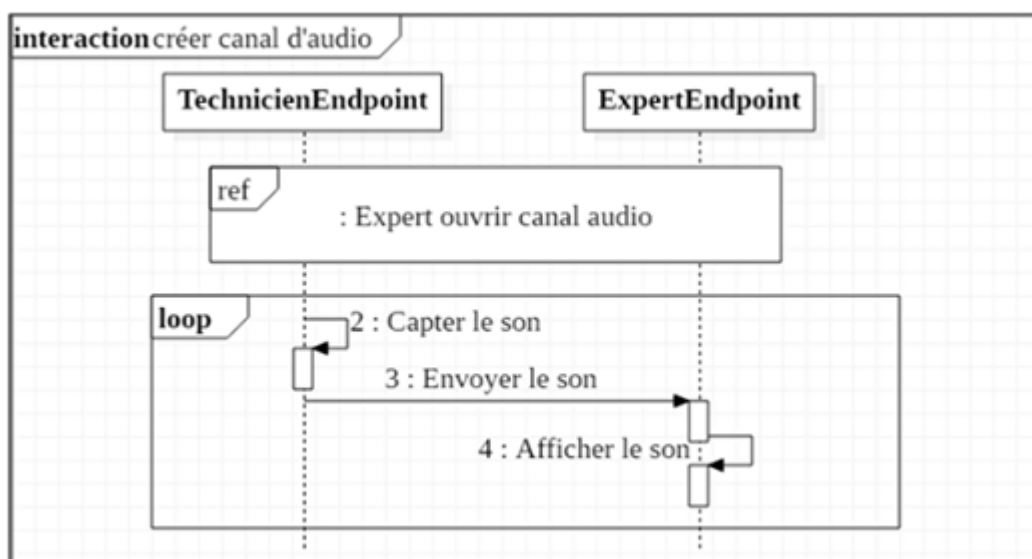 interaction créer canal d'audio
TechnicienEndpoint
ExpertEndpoint
ref
: Expert ouvrir canal audio
loop
2 : Capter le son
3 : Envoyer le son
4 : Afficher le son